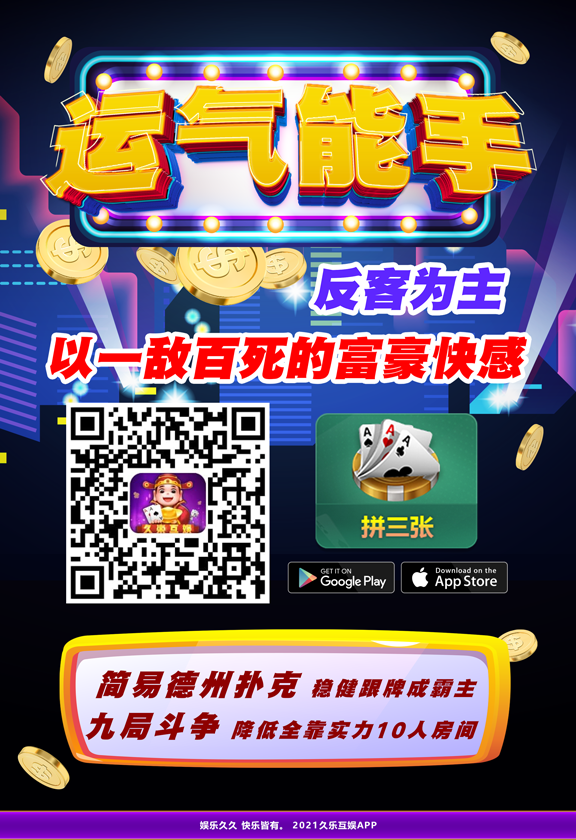 运气能手
反客为主
以一敌百死的富豪快感
久乐互娱
A A A
拼三张
GET IT ON
Google Play
Download on the
App Store
简易德州扑克 稳健跟牌成霸主
九局斗争 降低全靠实力10人房间
娱乐久久 快乐皆有。 2021久乐互娱APP